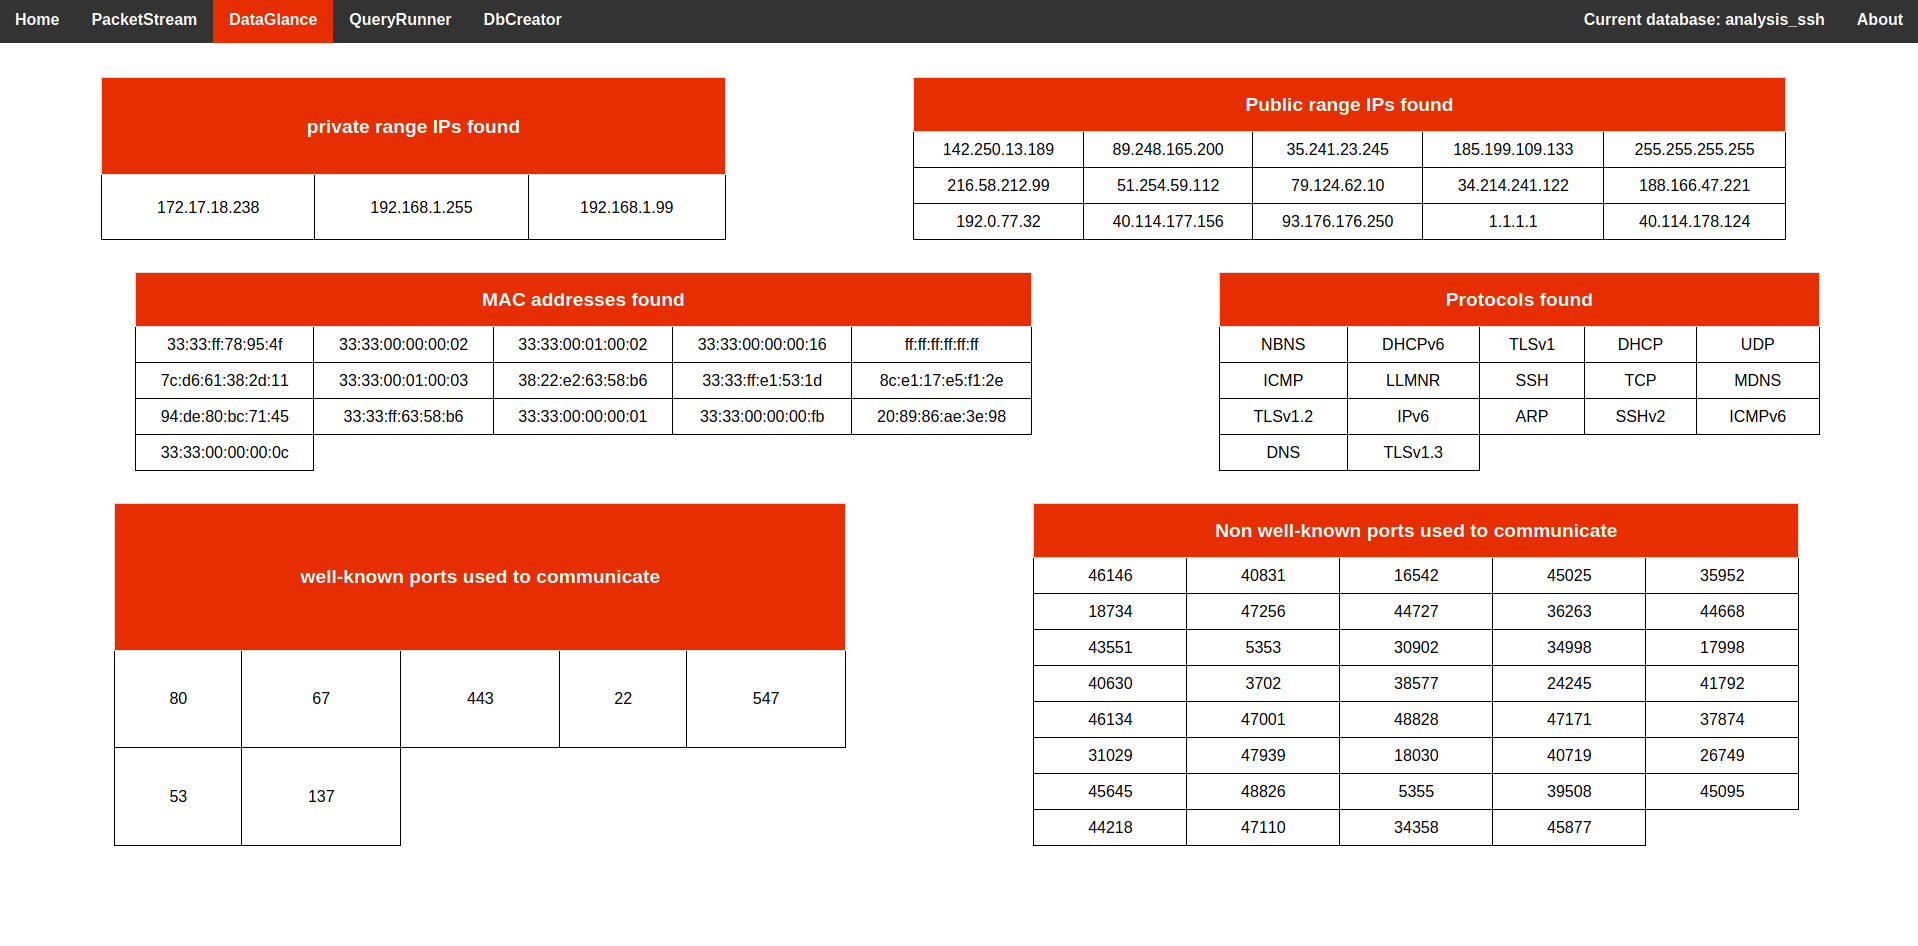 Home PacketStream DataGlance QueryRunner DbCreator Current database: analysis_ssh About
private range IPs found
172.17.18.238 192.168.1.255 192.168.1.99
Public range IPs found
142.250.13.189 89.248.165.200 35.241.23.245 185.199.109.133 255.255.255.255
216.58.212.99 51.254.59.112 79.124.62.10 34.214.241.122 188.166.47.221
192.0.77.32 40.114.177.156 93.176.176.250 1.1.1.1 40.114.178.124
MAC addresses found
33:33:ff:78:95:4f 33:33:00:00:00:02 33:33:00:01:00:02 33:33:00:00:00:16 ff:ff:ff:ff:ff:ff
7c:d6:61:38:2d:11 33:33:00:01:00:03 38:22:e2:63:58:b6 33:33:ff:e1:53:1d 8c:e1:17:e5:f1:2e
94:de:80:bc:71:45 33:33:ff:63:58:b6 33:33:00:00:00:01 33:33:00:00:00:fb 20:89:86:ae:3e:98
33:33:00:00:00:0c
Protocols found
NBNS DHCPv6 TLSv1 DHCP UDP
ICMP LLMNR SSH TCP MDNS
TLSv1.2 IPv6 ARP SSHv2 ICMPv6
DNS TLSv1.3
well-known ports used to communicate
80 67 443 22 547
53 137
Non well-known ports used to communicate
46146 40831 16542 45025 35952
18734 47256 44727 36263 44668
43551 5353 30902 34998 17998
40630 3702 38577 24245 41792
46134 47001 48828 47171 37874
31029 47939 18030 40719 26749
45645 48826 5355 39508 45095
44218 47110 34358 45877